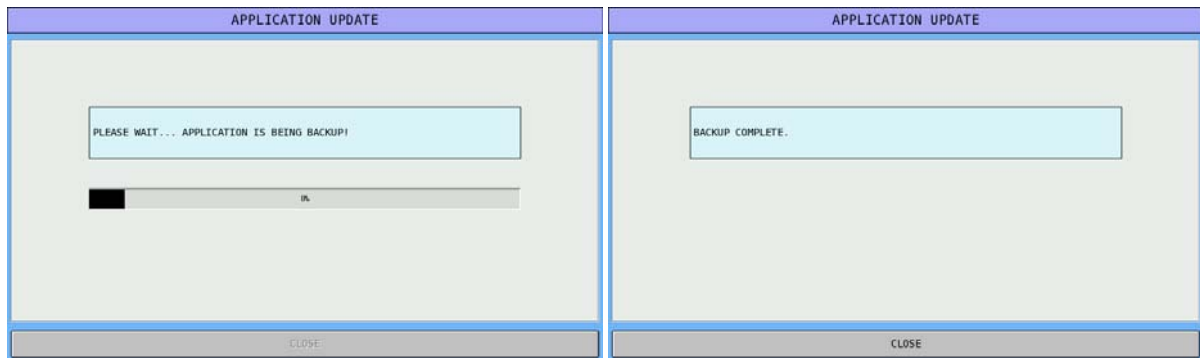 APPLICATION UPDATE
PLEASE WAIT... APPLICATION IS BEING BACKUP!
0%
CLOSE
APPLICATION UPDATE
BACKUP COMPLETE.
CLOSE